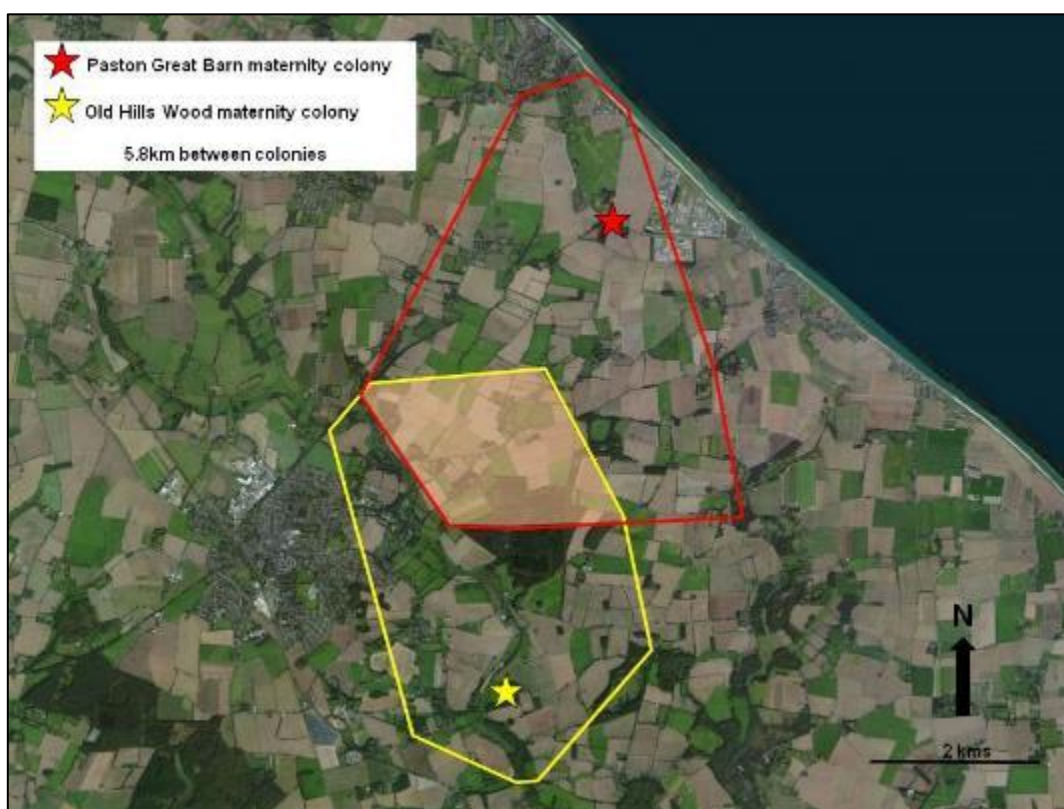 Paston Great Barn maternity colony
Old Hills Wood maternity colony
5.8km between colonies
N
2 kms